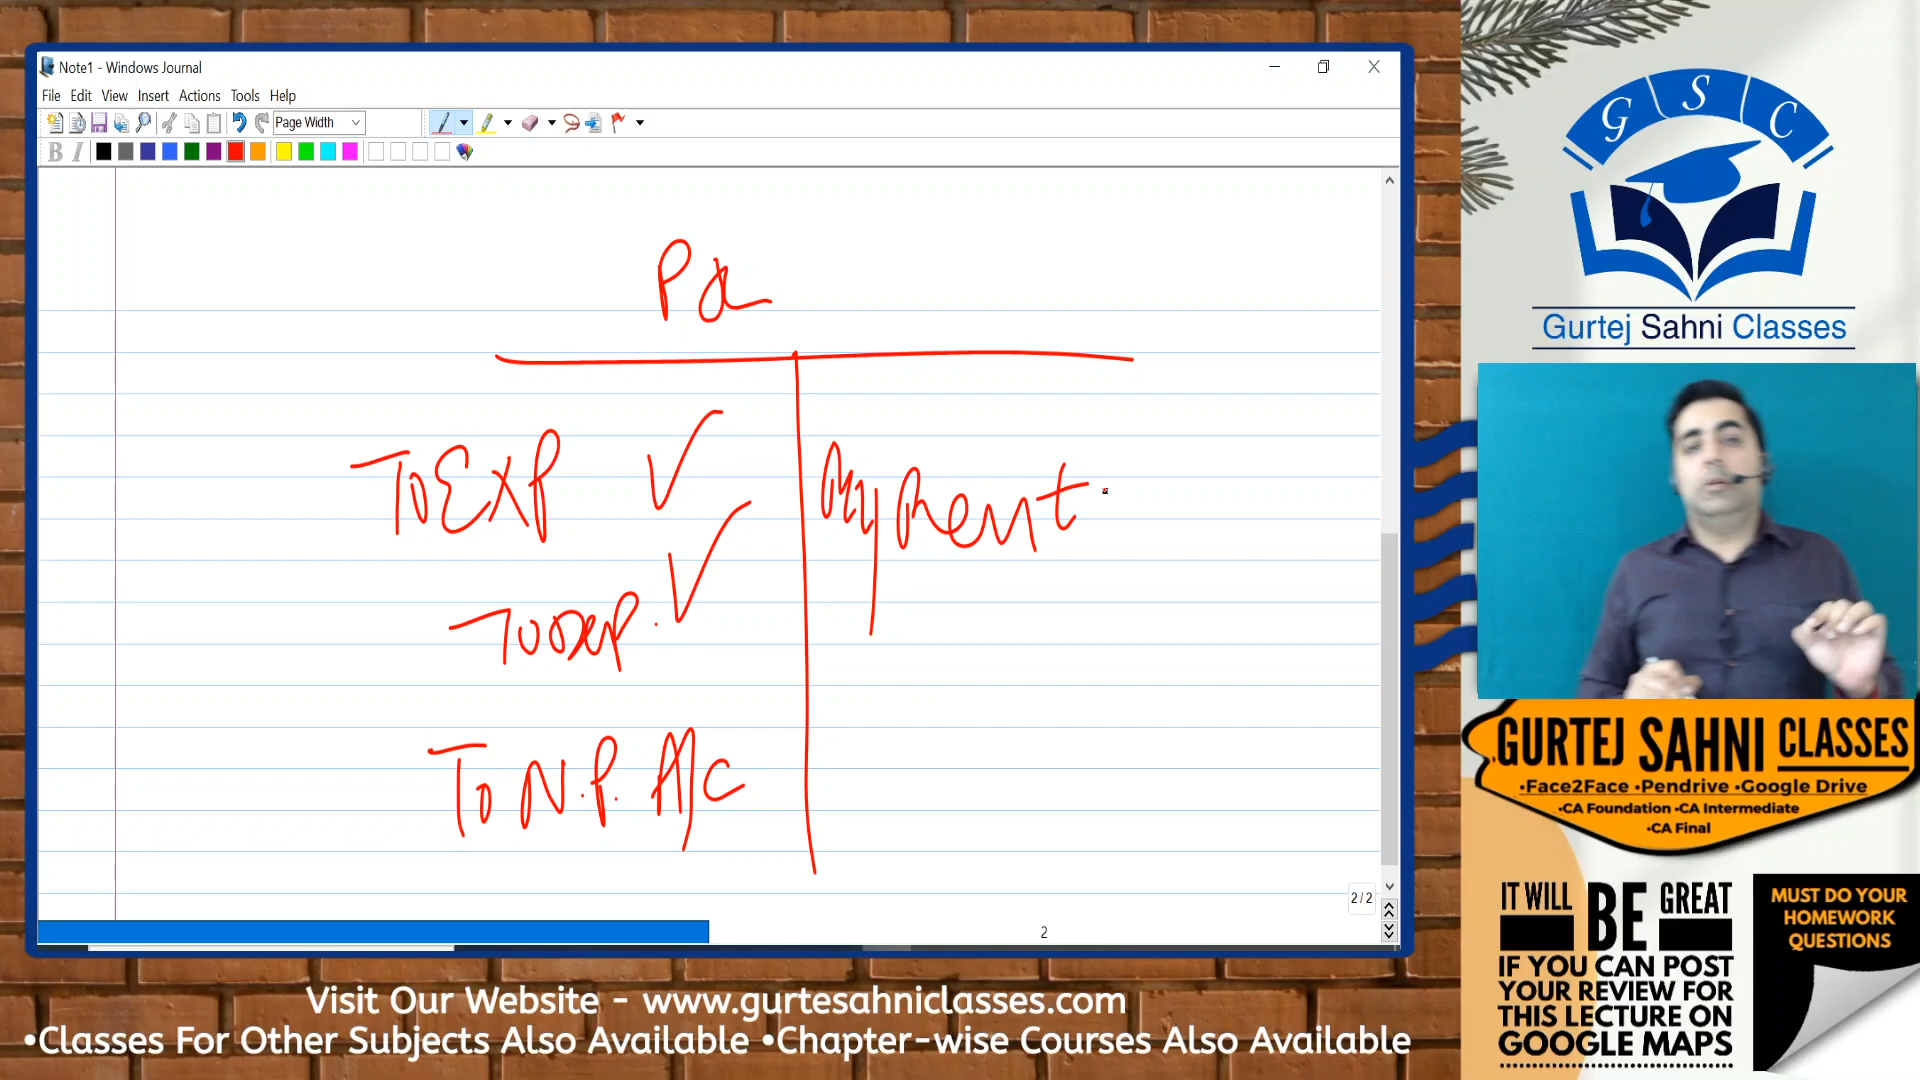 Note1 - Windows Journal
File Edit View Insert Actions Tools Help
Page Width
B I
To EXP
To Dep.
To N.P. A/c
Payment
2/2
2
G S C
Gurtej Sahni Classes
GURTEJ SAHNI CLASSES
•Face2Face •Pendrive •Google Drive
•CA Foundation •CA Intermediate
•CA Final
IT WILL BE GREAT
IF YOU CAN POST
YOUR REVIEW FOR
THIS LECTURE ON
GOOGLE MAPS
MUST DO YOUR
HOMEWORK
QUESTIONS
Visit Our Website - www.gurtesahniclasses.com
•Classes For Other Subjects Also Available •Chapter-wise Courses Also Available